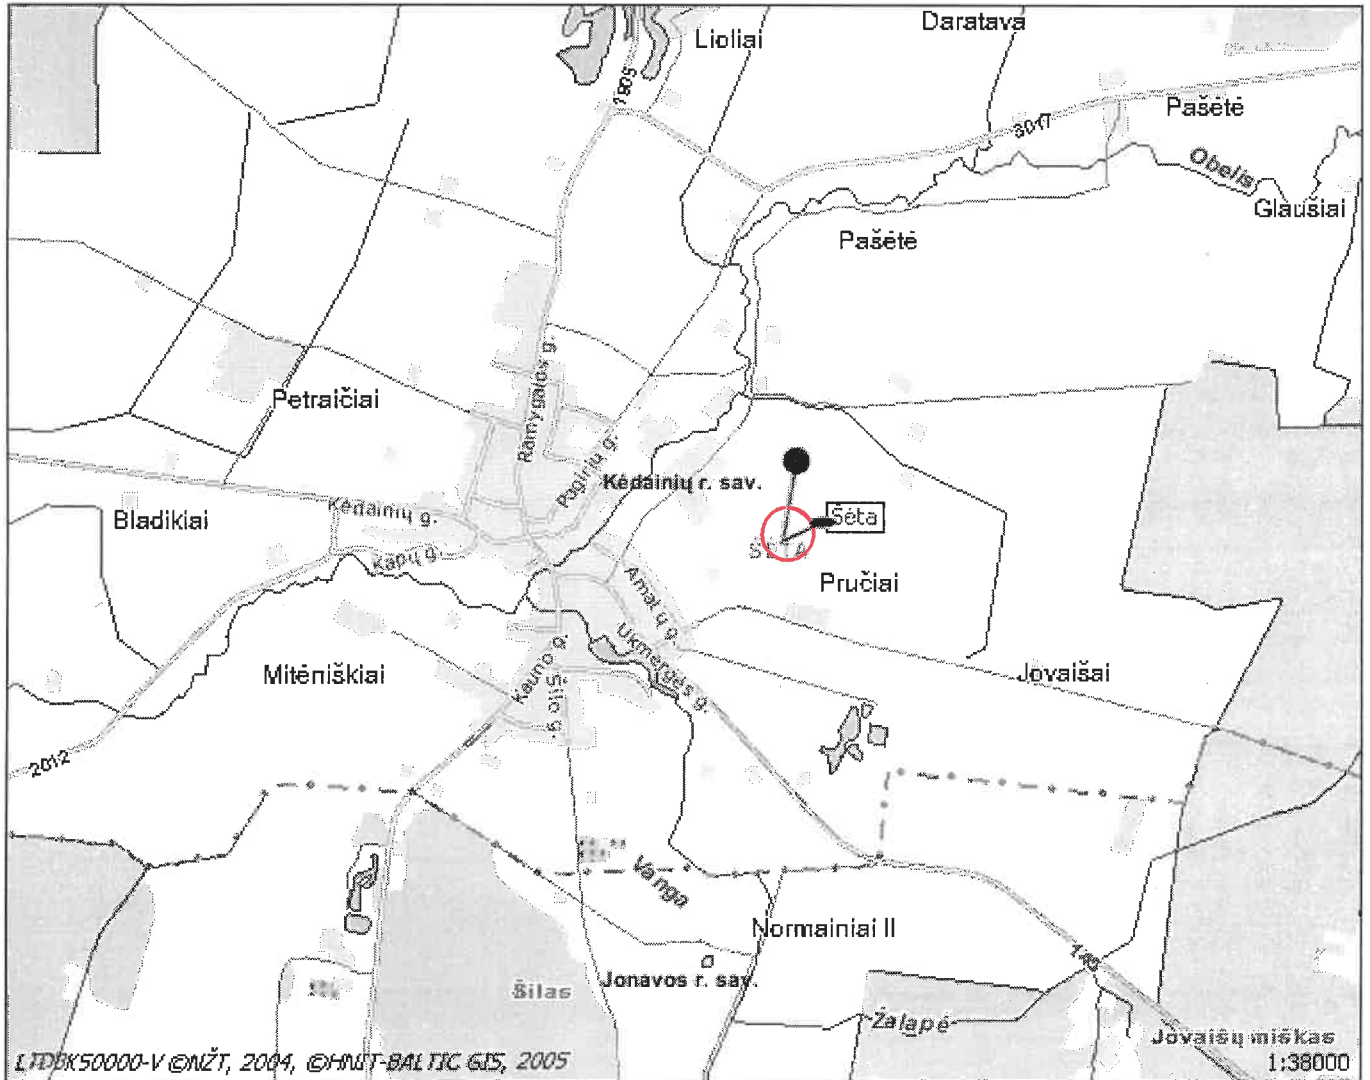 Daratava
Lioliai
1905
Pašėtė
3017
Obelis
Glaušiai
Pašėtė
Ramygalos g.
Petraičiai
Paginių g.
Kėdainių r. sav.
Kėdainių g.
Bladikiai
Šėta
Kapų g.
Pručiai
Amatų g.
Ukmergės g.
Kauno g.
Šilo g.
Mitėniškiai
Jovaišai
2012
Vanga
Normainiai II
Jonavos r. sav.
Šilas
Žalapė
Jovaišų miškas
LTDBK50000-V ©NŽT, 2004, ©HNIT-BALTIC GIS, 2005
1:38000